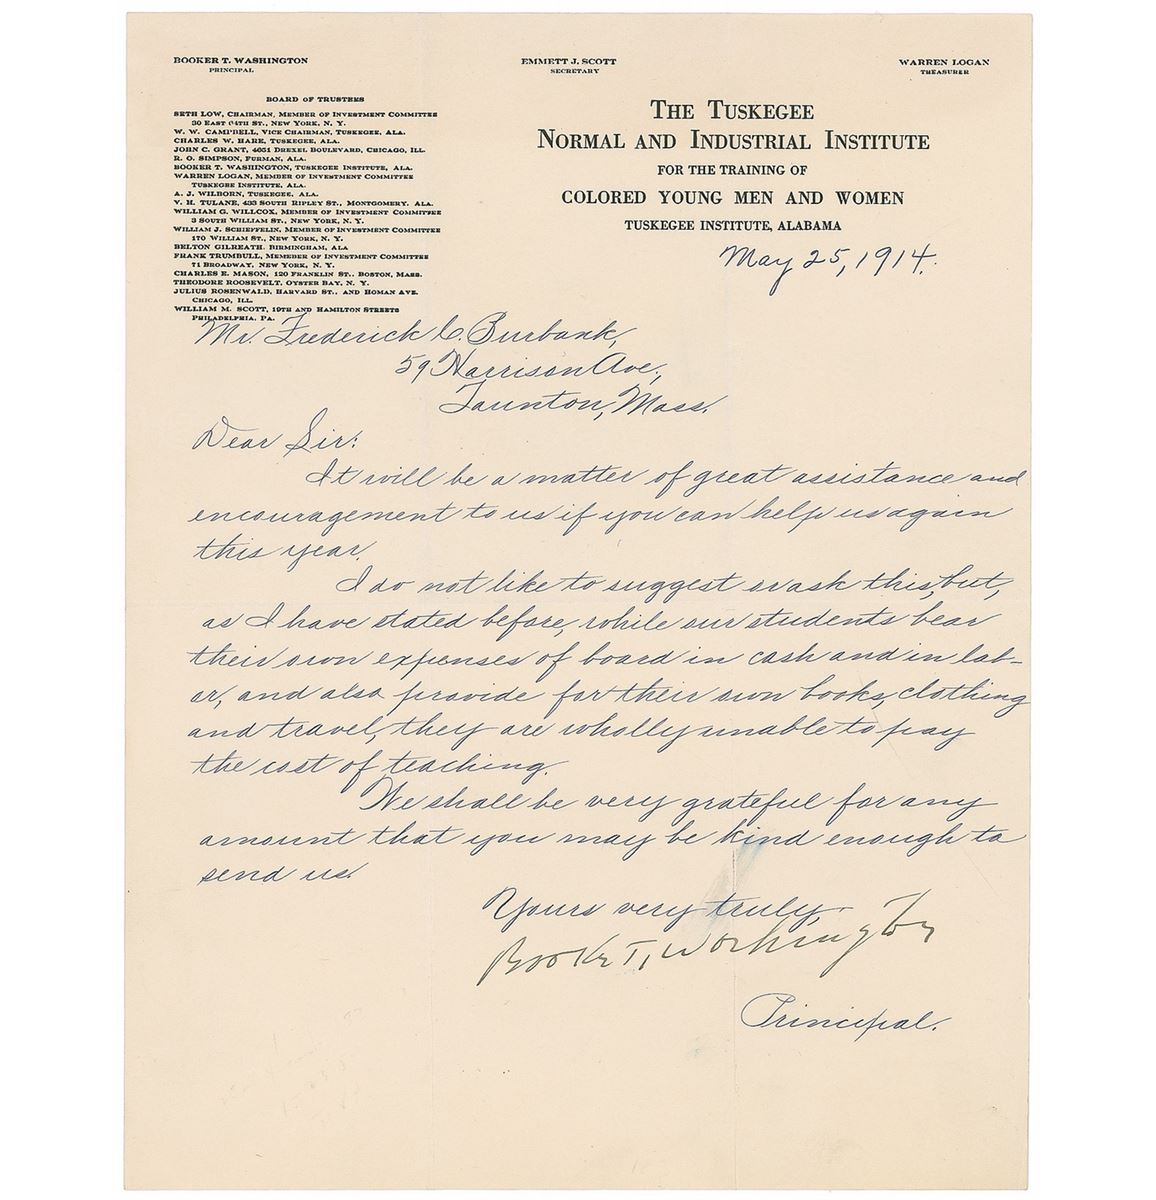 BOOKER T. WASHINGTON
PRINCIPAL
EMMETT J. SCOTT
SECRETARY
WARREN LOGAN
TREASURER
BOARD OF TRUSTEES
SETH LOW, CHAIRMAN, MEMBER OF INVESTMENT COMMITTEE
30 EAST 64TH ST., NEW YORK, N. Y.
W. W. CAMPBELL, VICE CHAIRMAN, TUSKEGEE, ALA.
CHARLES W. HARE, TUSKEGEE, ALA.
JOHN C. GRANT, 4051 DREXEL BOULEVARD, CHICAGO, ILL.
R. O. SIMPSON, FURMAN, ALA.
BOOKER T. WASHINGTON, TUSKEGEE INSTITUTE, ALA.
WARREN LOGAN, MEMBER OF INVESTMENT COMMITTEE
TUSKEGEE INSTITUTE, ALA.
A. J. WILBORN, TUSKEGEE, ALA.
V. H. TULANE, 433 SOUTH RIPLEY ST., MONTGOMERY, ALA.
WILLIAM G. WILLCOX, MEMBER OF INVESTMENT COMMITTEE
3 SOUTH WILLIAM ST., NEW YORK, N. Y.
WILLIAM J. SCHIEFFELIN, MEMBER OF INVESTMENT COMMITTEE
170 WILLIAM ST., NEW YORK, N. Y.
BELTON GILREATH, BIRMINGHAM, ALA
FRANK TRUMBULL, MEMEBER OF INVESTMENT COMMITTEE
71 BROADWAY, NEW YORK, N. Y.
CHARLES E. MASON, 120 FRANKLIN ST., BOSTON, MASS.
THEODORE ROOSEVELT, OYSTER BAY, N. Y.
JULIUS ROSENWALD, HARVARD ST., AND HOMAN AVE.
CHICAGO, ILL.
WILLIAM M. SCOTT, 19TH AND HAMILTON STREETS
PHILADELPHIA, PA.
THE TUSKEGEE
NORMAL AND INDUSTRIAL INSTITUTE
FOR THE TRAINING OF
COLORED YOUNG MEN AND WOMEN
TUSKEGEE INSTITUTE, ALABAMA
May 25, 1914.
Mr. Frederick C. Burbank,
59 Harrison Ave.,
Taunton, Mass.
Dear Sir:
It will be a matter of great assistance and
encouragement to us if you can help us again
this year.
I do not like to suggest or ask this, but,
as I have stated before, while our students bear
their own expenses of board in cash and in lab-
or, and also provide for their own books, clothing
and travel, they are wholly unable to pay
the cost of teaching.
We shall be very grateful for any
amount that you may be kind enough to
send us.
Yours very truly,
Booker T. Washington
Principal.